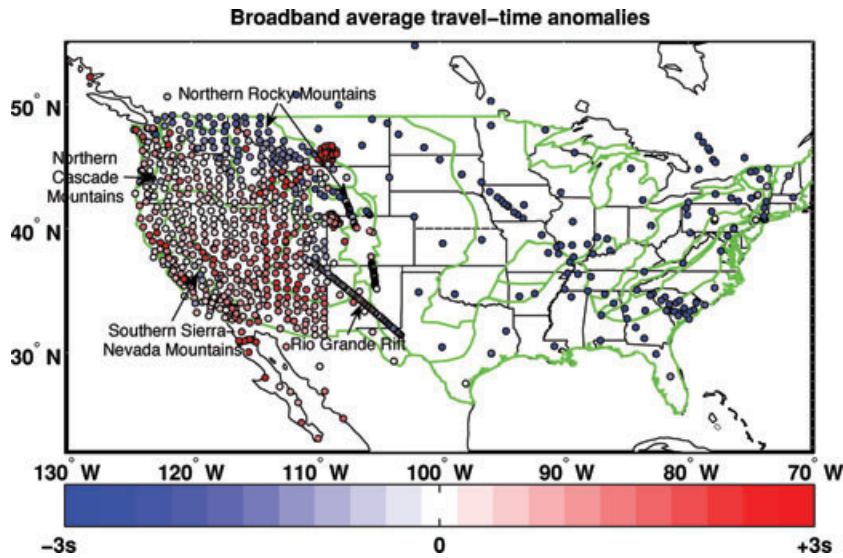 Broadband average travel-time anomalies
50° N
Northern Rocky Mountains
Northern
Cascade
Mountains
40° N
Southern Sierra-
Nevada Mountains
Rio Grande Rift
30° N
130° W
120° W
110° W
100° W
90° W
80° W
70° W
-3s
0
+3s